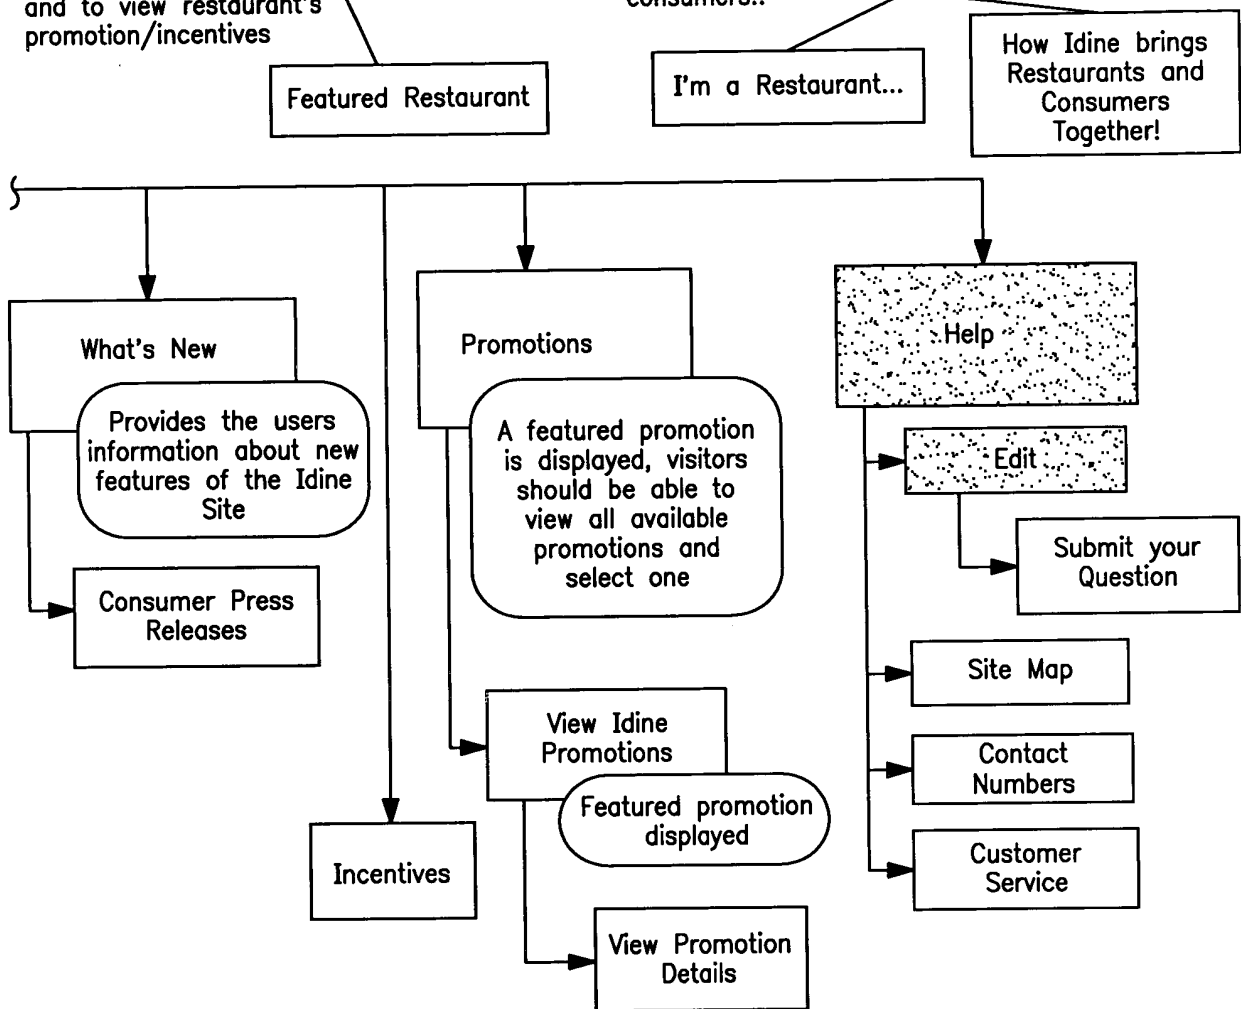 and to view restaurant's
promotion/incentives
consumers..
Featured Restaurant
I'm a Restaurant...
How Idine brings
Restaurants and
Consumers
Together!
What's New
Provides the users
information about new
features of the Idine
Site
Consumer Press
Releases
Incentives
Promotions
A featured promotion
is displayed, visitors
should be able to
view all available
promotions and
select one
View Idine
Promotions
Featured promotion
displayed
View Promotion
Details
Help
Edit
Submit your
Question
Site Map
Contact
Numbers
Customer
Service